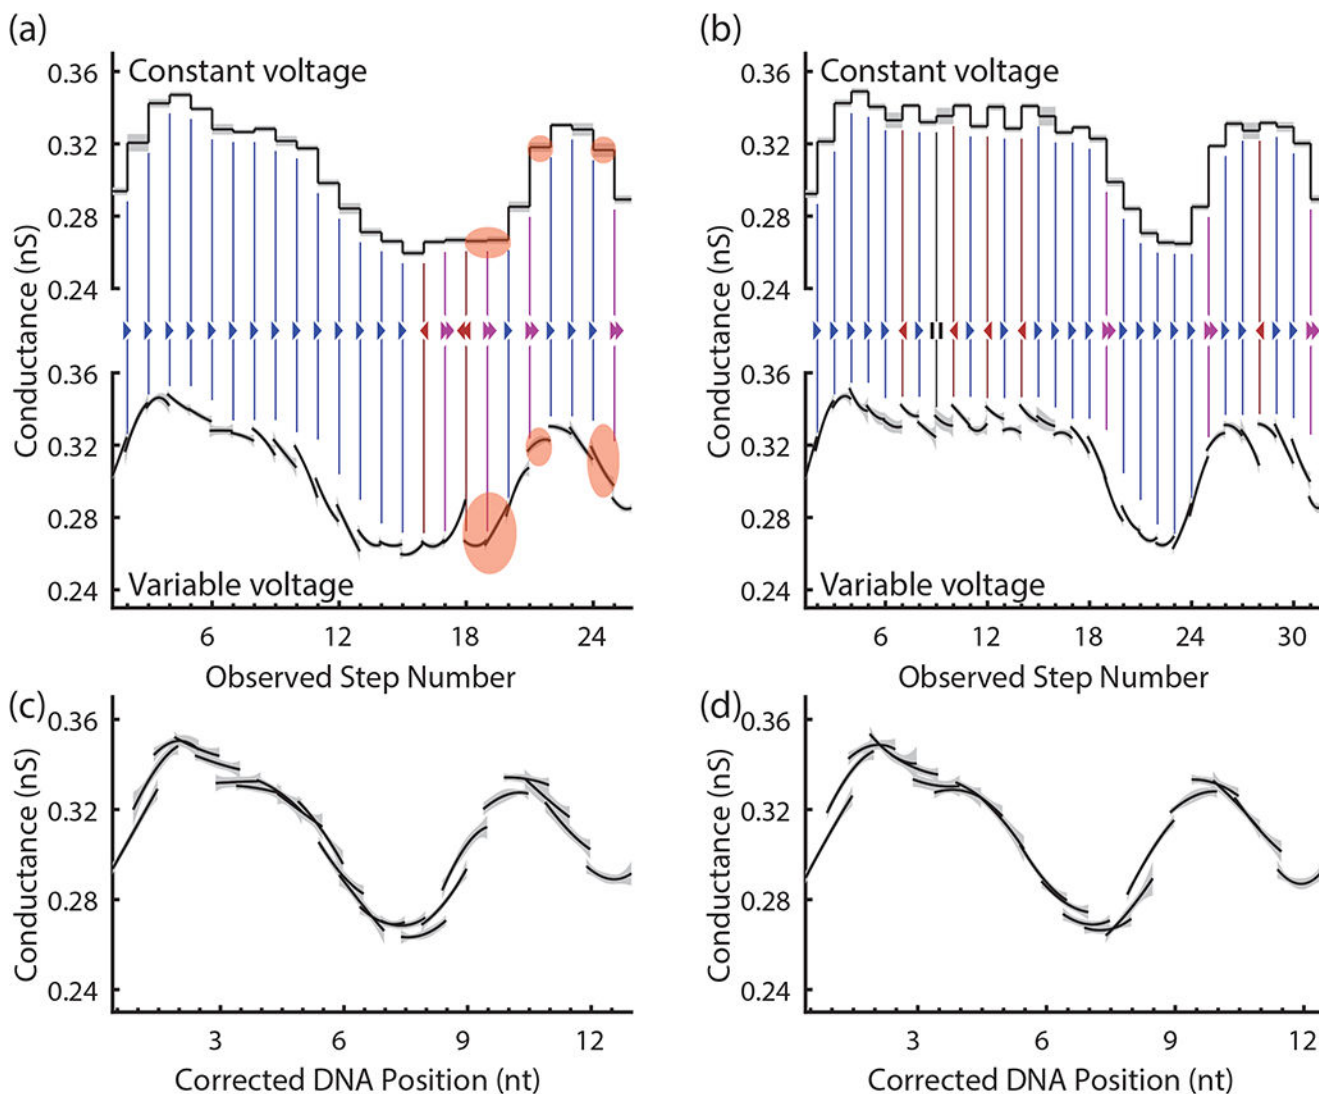 (a)
Constant voltage
Conductance (nS)
0.36
0.32
0.28
0.24
0.36
0.32
0.28
0.24
Variable voltage
6 12 18 24
Observed Step Number
(b)
Constant voltage
Conductance (nS)
0.36
0.32
0.28
0.24
0.36
0.32
0.28
0.24
Variable voltage
6 12 18 24 30
Observed Step Number
(c)
Conductance (nS)
0.36
0.32
0.28
0.24
3 6 9 12
Corrected DNA Position (nt)
(d)
Conductance (nS)
0.36
0.32
0.28
0.24
3 6 9 12
Corrected DNA Position (nt)